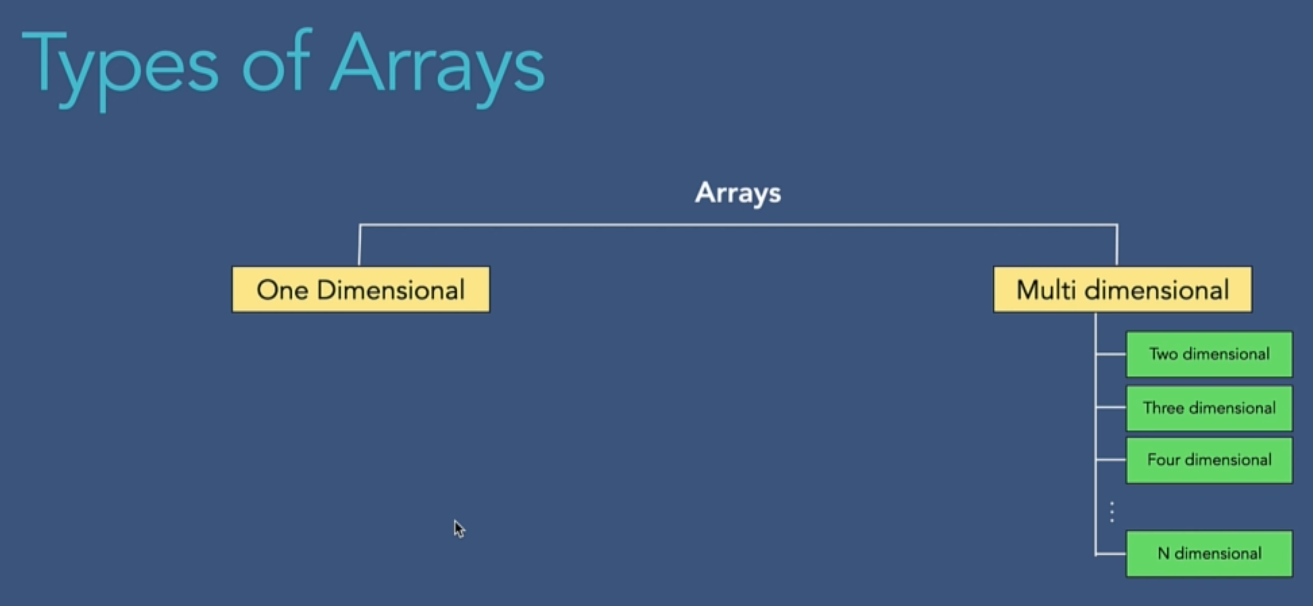 Types of Arrays
Arrays
One Dimensional
Multi dimensional
Two dimensional
Three dimensional
Four dimensional
⋮
N dimensional